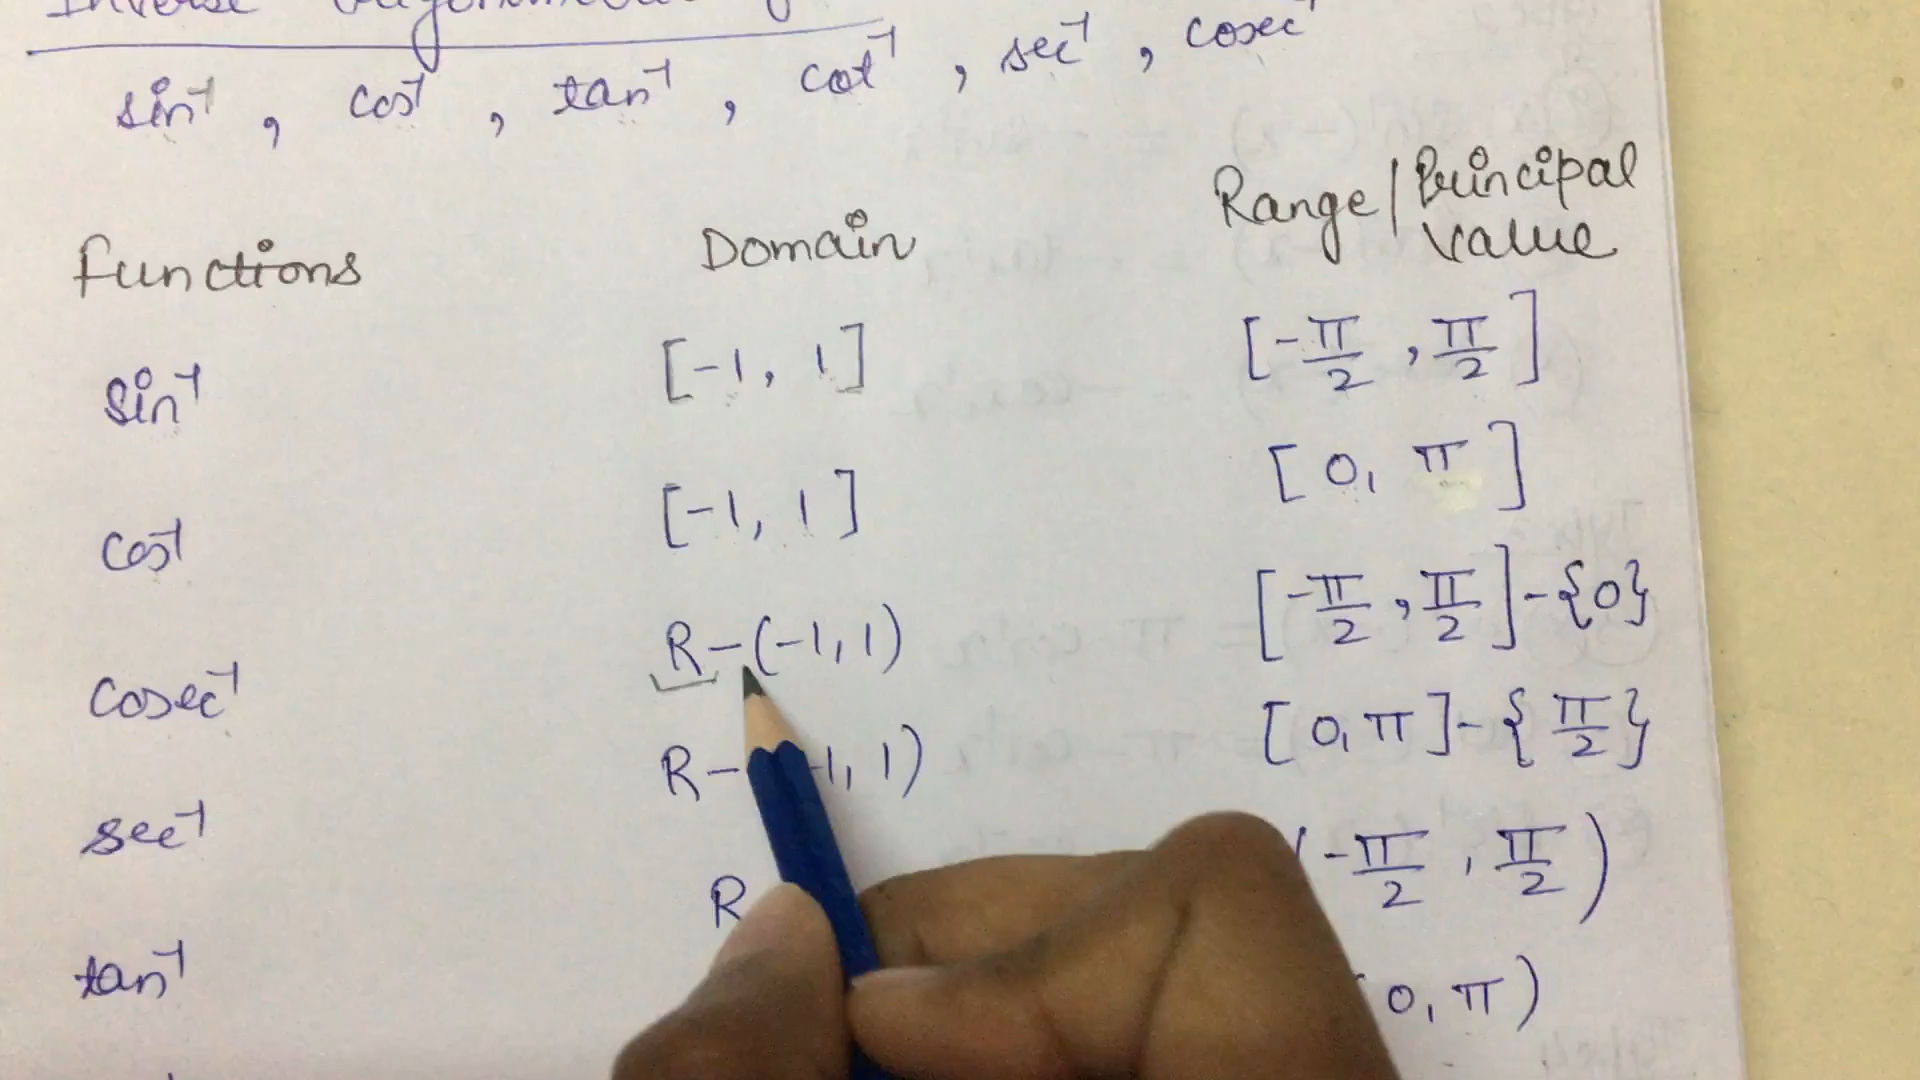 Inverse
sin⁻¹ , cos⁻¹ , tan⁻¹ , cot⁻¹ , sec⁻¹ , cosec⁻¹
Functions Domain Range/Principal value
sin⁻¹ [-1, 1] [-π/2 , π/2]
cos⁻¹ [-1, 1] [0, π]
cosec⁻¹ R-(-1, 1) [-π/2 , π/2]-{0}
sec⁻¹ R- 1, 1) [0, π]-{π/2}
tan⁻¹ R (-π/2 , π/2)
0, π)